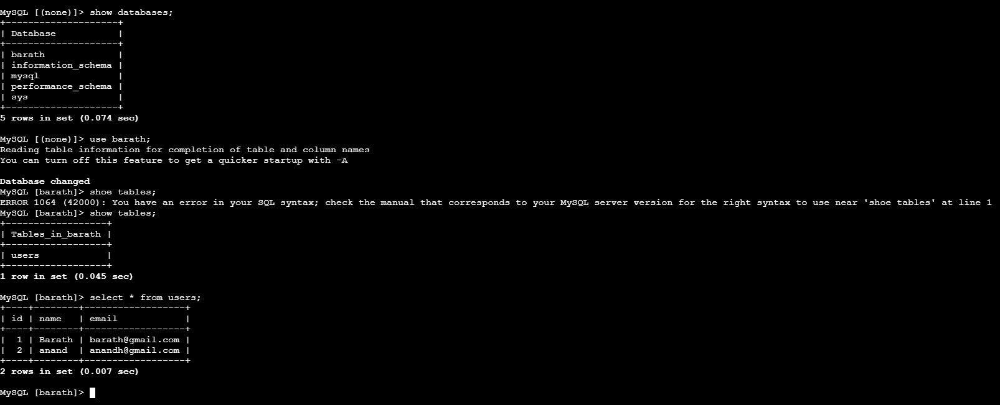 MySQL [(none)]> show databases;
+--------------------+
| Database           |
+--------------------+
| barath             |
| information_schema |
| mysql              |
| performance_schema |
| sys                |
+--------------------+
5 rows in set (0.074 sec)

MySQL [(none)]> use barath;
Reading table information for completion of table and column names
You can turn off this feature to get a quicker startup with -A

Database changed
MySQL [barath]> shoe tables;
ERROR 1064 (42000): You have an error in your SQL syntax; check the manual that corresponds to your MySQL server version for the right syntax to use near 'shoe tables' at line 1
MySQL [barath]> show tables;
+------------------+
| Tables_in_barath |
+------------------+
| users            |
+------------------+
1 row in set (0.045 sec)

MySQL [barath]> select * from users;
+----+--------+------------------+
| id | name   | email            |
+----+--------+------------------+
|  1 | Barath | barath@gmail.com |
|  2 | anand  | anandh@gmail.com |
+----+--------+------------------+
2 rows in set (0.007 sec)

MySQL [barath]>